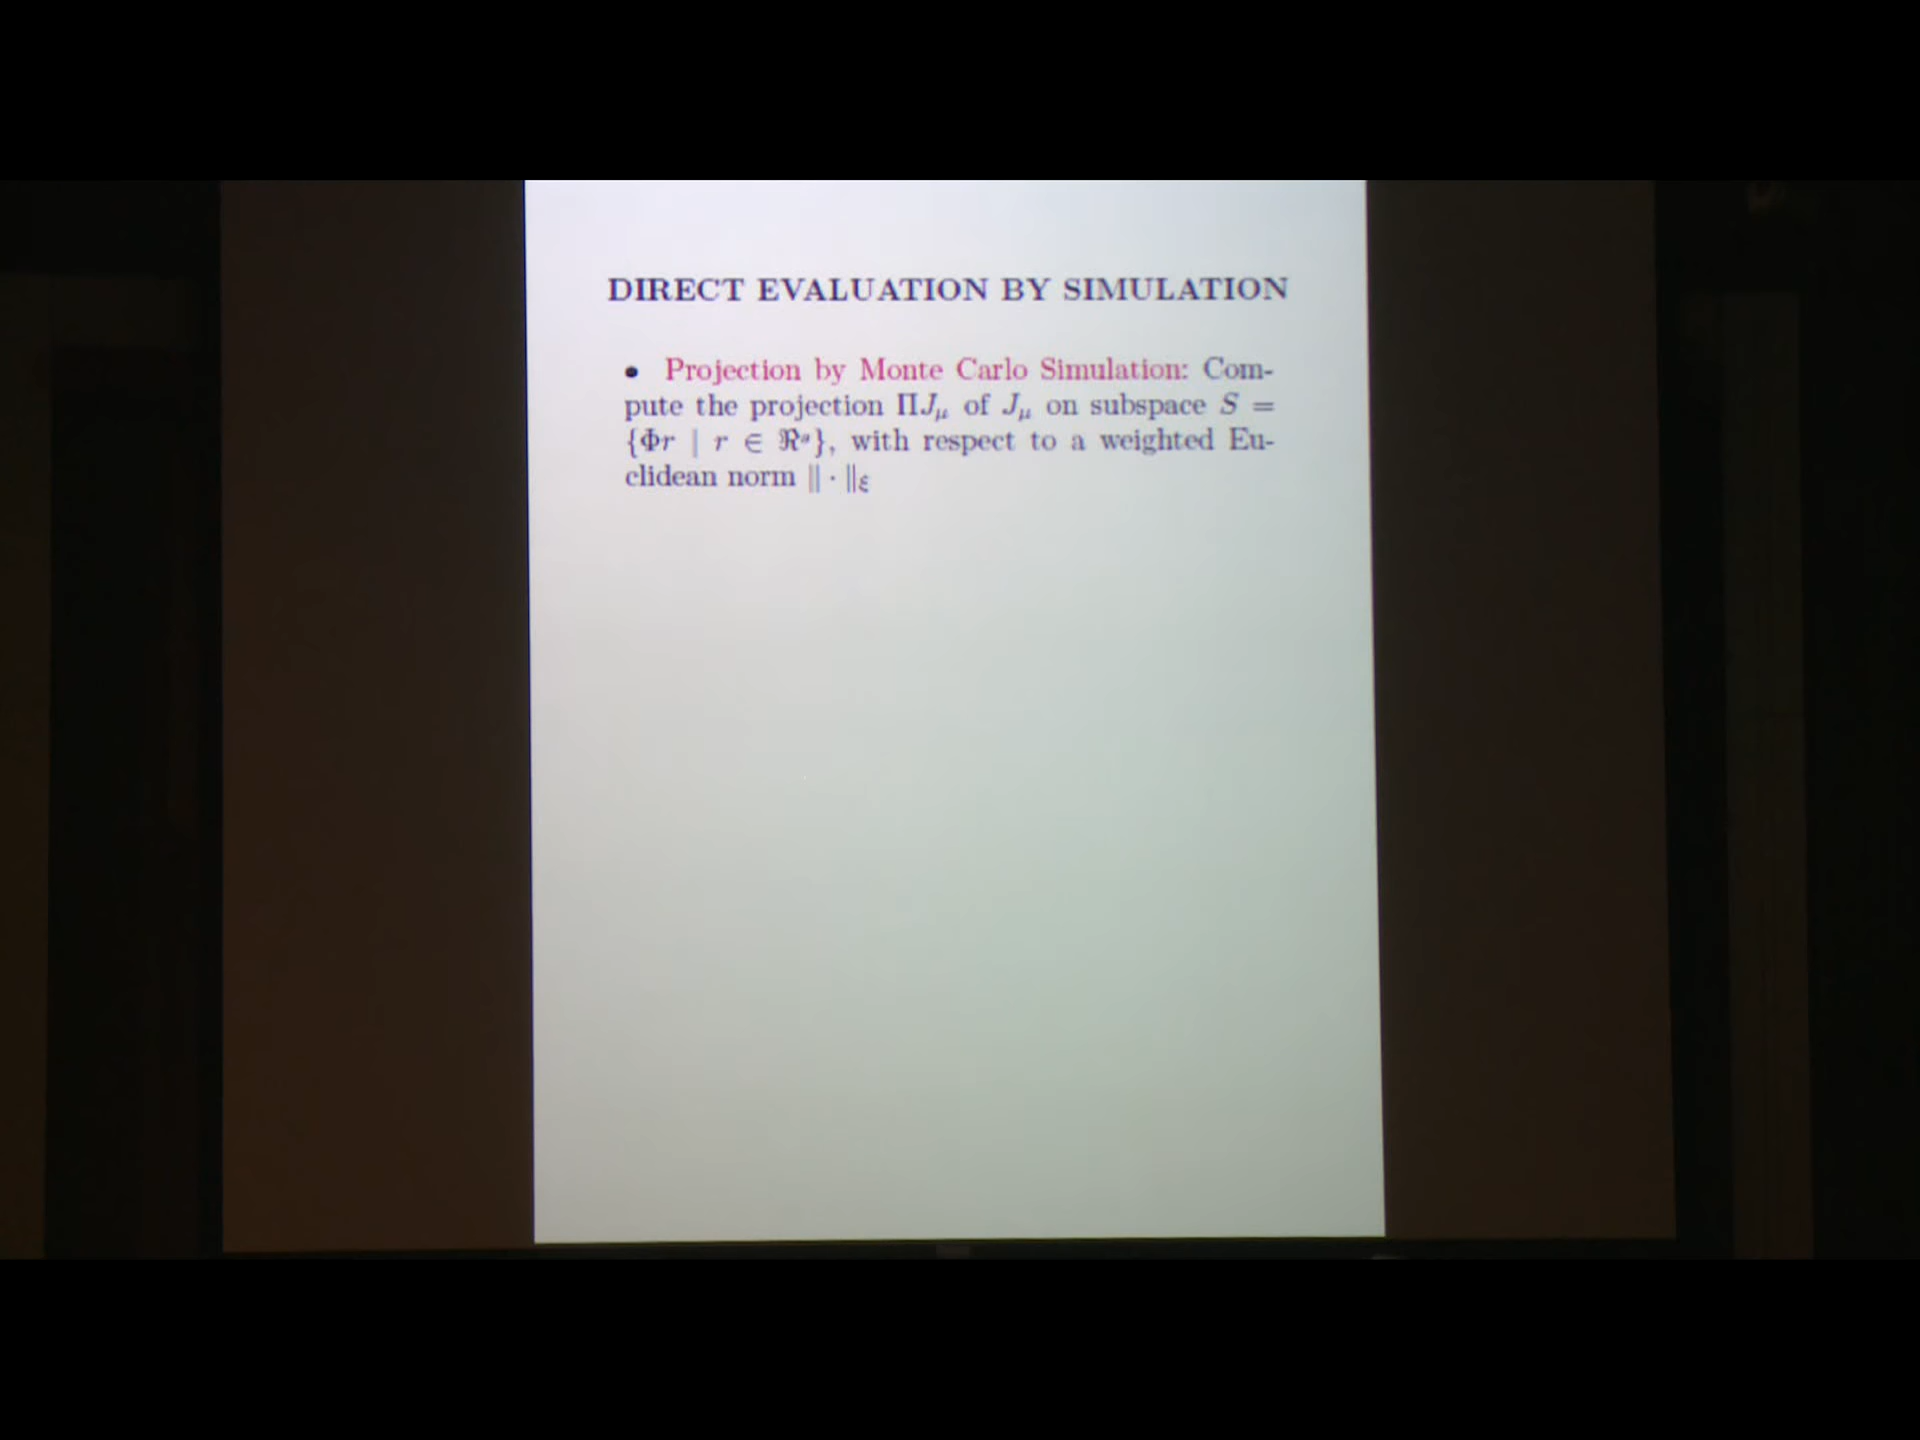 DIRECT EVALUATION BY SIMULATION
• Projection by Monte Carlo Simulation: Com-
pute the projection ΠJμ of Jμ on subspace S =
{Φr | r ∈ ℜˢ}, with respect to a weighted Eu-
clidean norm ‖ · ‖ξ